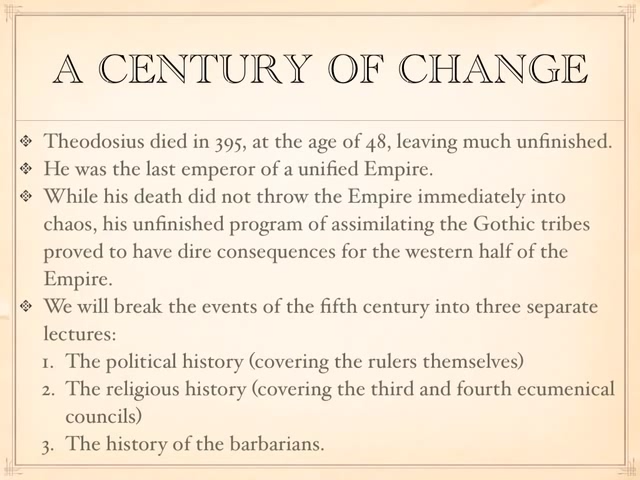 A CENTURY OF CHANGE
Theodosius died in 395, at the age of 48, leaving much unfinished.
He was the last emperor of a unified Empire.
While his death did not throw the Empire immediately into
chaos, his unfinished program of assimilating the Gothic tribes
proved to have dire consequences for the western half of the
Empire.
We will break the events of the fifth century into three separate
lectures:
1. The political history (covering the rulers themselves)
2. The religious history (covering the third and fourth ecumenical
councils)
3. The history of the barbarians.